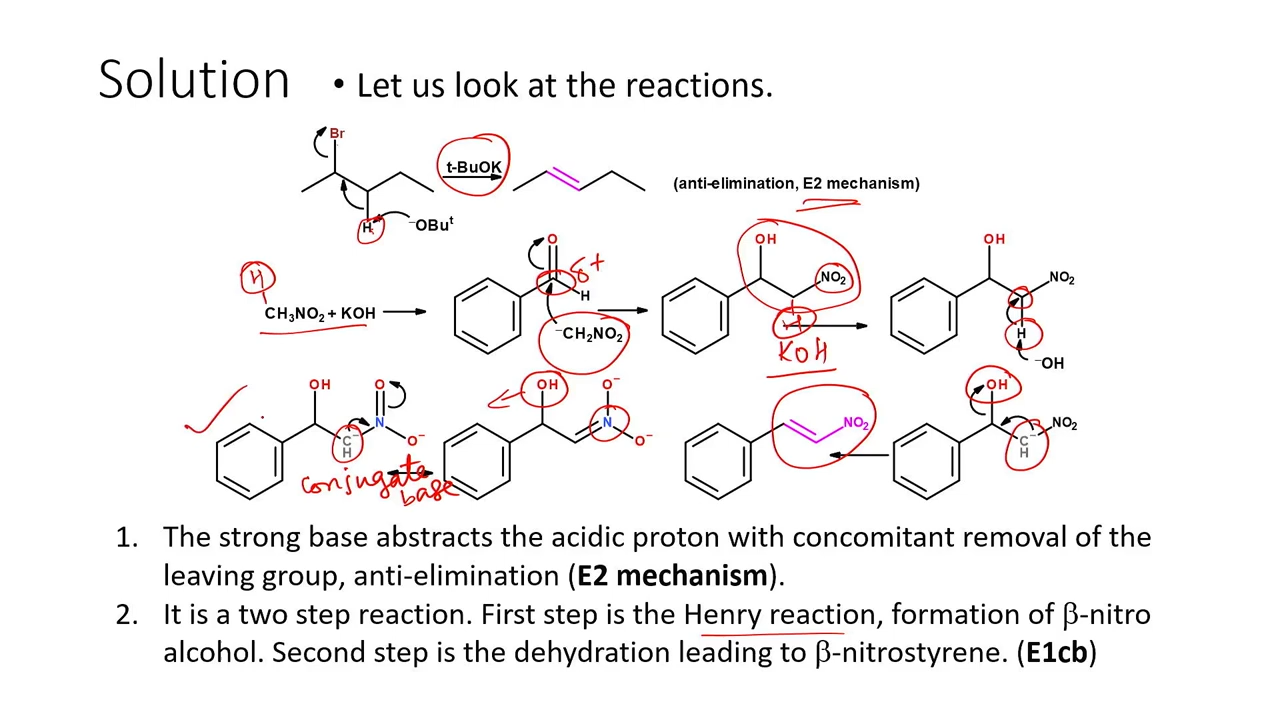 Solution
• Let us look at the reactions.
Br
t-BuOK
(anti-elimination, E2 mechanism)
H
⁻OBuᵗ
H
CH₃NO₂ + KOH
O
δ+
H
⁻CH₂NO₂
OH
NO₂
H
KOH
OH
NO₂
H
⁻OH
OH
O
N
O⁻
C⁻
H
conjugate
base
OH
O⁻
N
O⁻
NO₂
OH
NO₂
C⁻
H
1. The strong base abstracts the acidic proton with concomitant removal of the
leaving group, anti-elimination (E2 mechanism).
2. It is a two step reaction. First step is the Henry reaction, formation of β-nitro
alcohol. Second step is the dehydration leading to β-nitrostyrene. (E1cb)